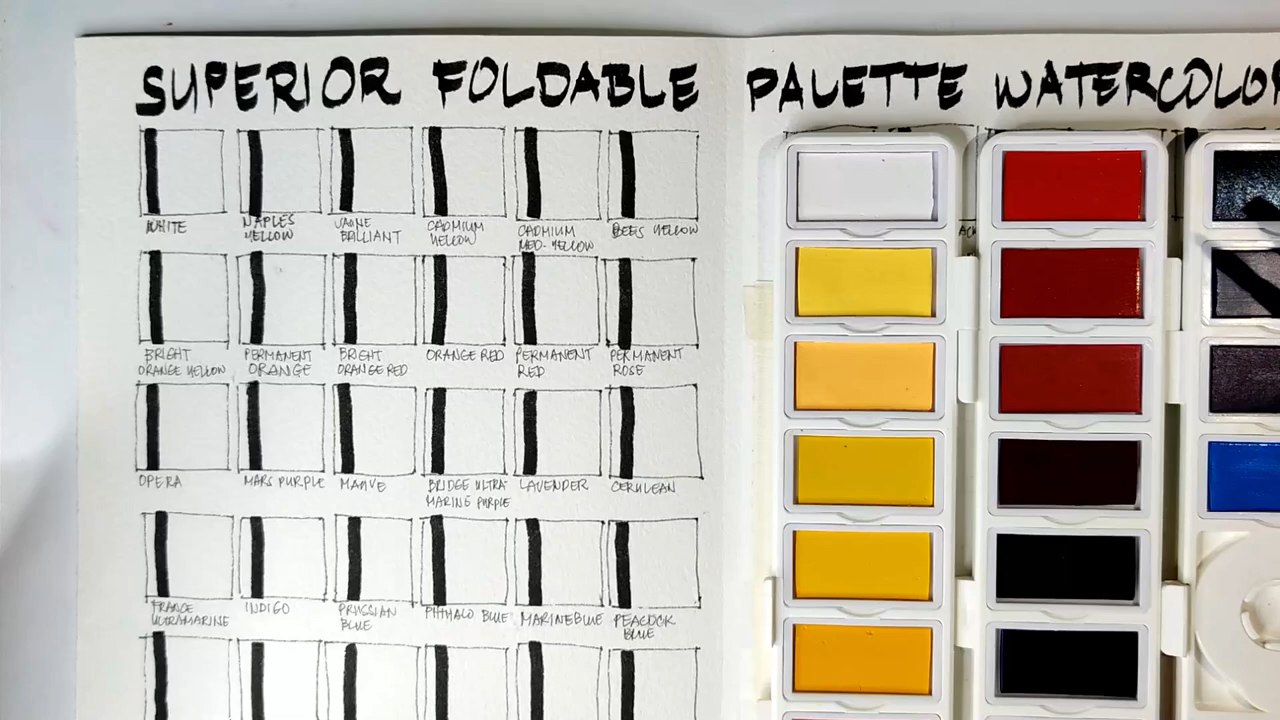 SUPERIOR FOLDABLE PALETTE WATERCOLOR
WHITE
NAPLES
YELLOW
JAUNE
BRILLIANT
CADMIUM
YELLOW
CADMIUM
MED. YELLOW
YELLOW
BRIGHT
ORANGE YELLOW
PERMANENT
ORANGE
BRIGHT
ORANGE RED
ORANGE RED
PERMANENT
RED
PERMANENT
ROSE
OPERA
MARS PURPLE
MAUVE
BRIDGE ULTRA-
MARINE PURPLE
LAVENDER
CERULEAN
FRANCE
ULTRAMARINE
INDIGO
PRUSSIAN
BLUE
PHTHALO BLUE
MARINEBLUE
PEACOCK
BLUE